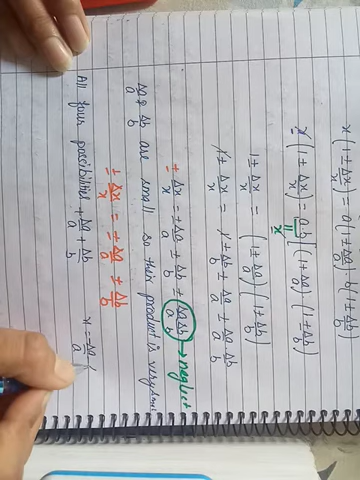 x(1 ± Δx/x) = a(1 ± Δa/a) · b(1 ± Δb/b)
x(1 ± Δx/x) = ab/x [(1 ± Δa/a) · (1 ± Δb/b)]
1 ± Δx/x = (1 ± Δa/a)(1 ± Δb/b)
1 ± Δx/x = 1 ± Δb/b ± Δa/a ± Δa/a · Δb/b
± Δx/x = ± Δa/a ± Δb/b ± Δa/a Δb/b → neglect
Δa/a & Δb/b are small so their product is very
± Δx/x = ± Δa/a ± Δb/b
All four possibilities + Δa/a + Δb/b